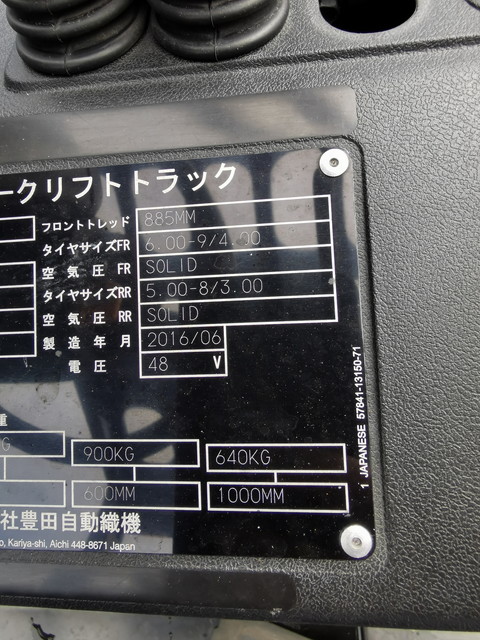 ークリフトトラック
フロントトレッド 885MM
タイヤサイズFR 6.00-9/4.00
空気圧 FR SOLID
タイヤサイズRR 5.00-8/3.00
空気圧 RR SOLID
製造年月 2016/06
電圧 48 V
重
G 900KG 640KG
600MM 1000MM
社豊田自動織機
o, Kariya-shi, Aichi 448-8671 Japan
1 JAPANESE 57841-13150-71